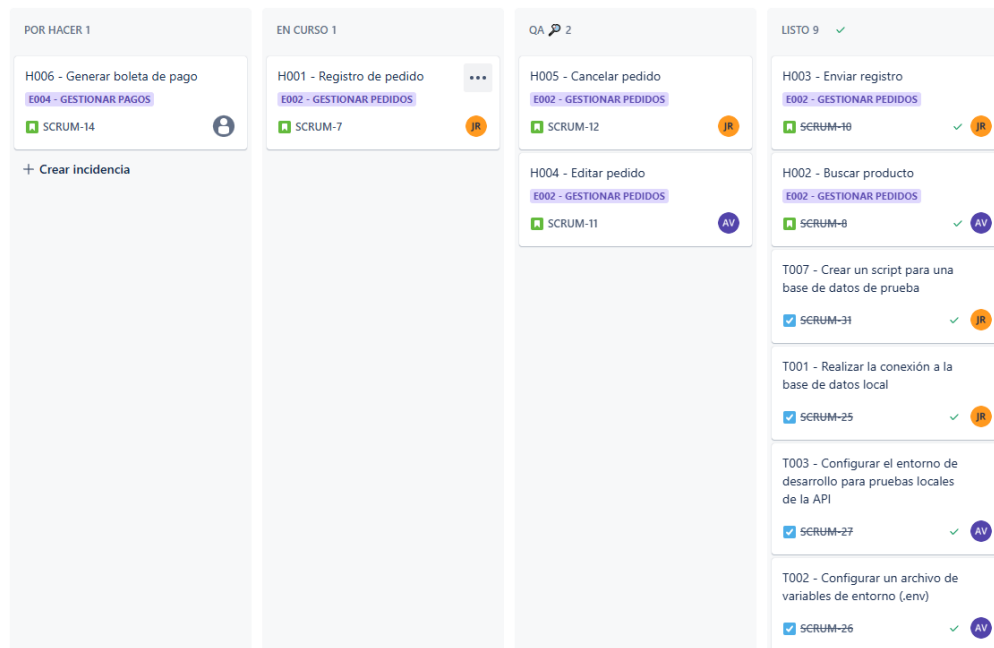 POR HACER 1
H006 - Generar boleta de pago
E004 - GESTIONAR PAGOS
SCRUM-14
+ Crear incidencia
EN CURSO 1
H001 - Registro de pedido
E002 - GESTIONAR PEDIDOS
SCRUM-7
JR
QA 🔎 2
H005 - Cancelar pedido
E002 - GESTIONAR PEDIDOS
SCRUM-12
JR
H004 - Editar pedido
E002 - GESTIONAR PEDIDOS
SCRUM-11
AV
LISTO 9
H003 - Enviar registro
E002 - GESTIONAR PEDIDOS
SCRUM-10
JR
H002 - Buscar producto
E002 - GESTIONAR PEDIDOS
SCRUM-8
AV
T007 - Crear un script para una
base de datos de prueba
SCRUM-31
JR
T001 - Realizar la conexión a la
base de datos local
SCRUM-25
JR
T003 - Configurar el entorno de
desarrollo para pruebas locales
de la API
SCRUM-27
AV
T002 - Configurar un archivo de
variables de entorno (.env)
SCRUM-26
AV